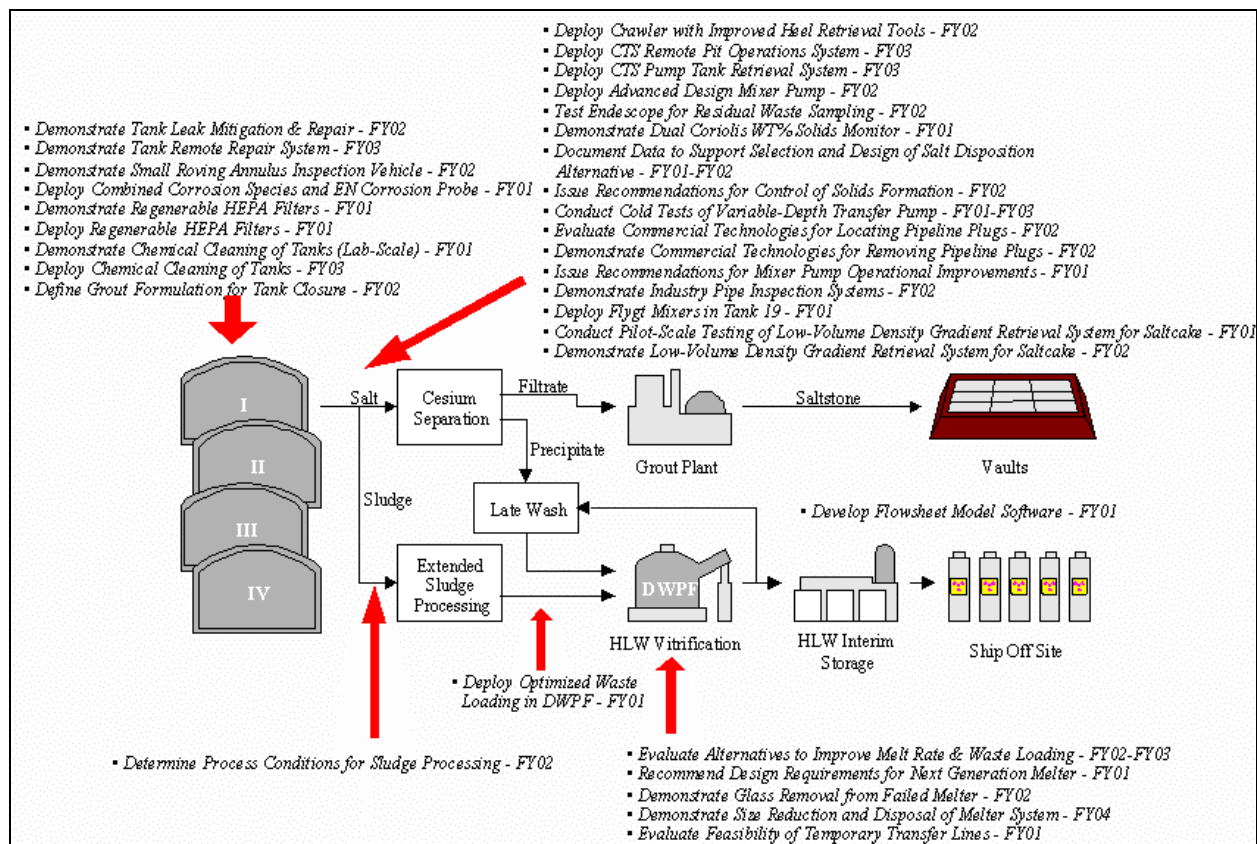 ▪ Deploy Crawler with Improved Heel Retrieval Tools - FY02
▪ Deploy CTS Remote Pit Operations System - FY03
▪ Deploy CTS Pump Tank Retrieval System - FY03
▪ Deploy Advanced Design Mixer Pump - FY02
▪ Test Endescope for Residual Waste Sampling - FY02
▪ Demonstrate Dual Coriolis WT% Solids Monitor - FY01
▪ Document Data to Support Selection and Design of Salt Disposition
Alternative - FY01-FY02
▪ Issue Recommendations for Control of Solids Formation - FY02
▪ Conduct Cold Tests of Variable-Depth Transfer Pump - FY01-FY03
▪ Evaluate Commercial Technologies for Locating Pipeline Plugs - FY02
▪ Demonstrate Commercial Technologies for Removing Pipeline Plugs - FY02
▪ Issue Recommendations for Mixer Pump Operational Improvements - FY01
▪ Demonstrate Industry Pipe Inspection Systems - FY02
▪ Deploy Flygt Mixers in Tank 19 - FY01
▪ Conduct Pilot-Scale Testing of Low-Volume Density Gradient Retrieval System for Saltcake - FY01
▪ Demonstrate Low-Volume Density Gradient Retrieval System for Saltcake - FY02
▪ Demonstrate Tank Leak Mitigation & Repair - FY02
▪ Demonstrate Tank Remote Repair System - FY03
▪ Demonstrate Small Roving Annulus Inspection Vehicle - FY02
▪ Deploy Combined Corrosion Species and EN Corrosion Probe - FY01
▪ Demonstrate Regenerable HEPA Filters - FY01
▪ Deploy Regenerable HEPA Filters - FY01
▪ Demonstrate Chemical Cleaning of Tanks (Lab-Scale) - FY01
▪ Deploy Chemical Cleaning of Tanks - FY03
▪ Define Grout Formulation for Tank Closure - FY02
I
II
III
IV
Salt
Sludge
Cesium
Separation
Filtrate
Precipitate
Grout Plant
Saltstone
Vaults
Late Wash
Extended
Sludge
Processing
DWPF
HLW Vitrification
▪ Develop Flowsheet Model Software - FY01
HLW Interim
Storage
Ship Off Site
▪ Deploy Optimized Waste
Loading in DWPF - FY01
▪ Determine Process Conditions for Sludge Processing - FY02
▪ Evaluate Alternatives to Improve Melt Rate & Waste Loading - FY02-FY03
▪ Recommend Design Requirements for Next Generation Melter - FY01
▪ Demonstrate Glass Removal from Failed Melter - FY02
▪ Demonstrate Size Reduction and Disposal of Melter System - FY04
▪ Evaluate Feasibility of Temporary Transfer Lines - FY01